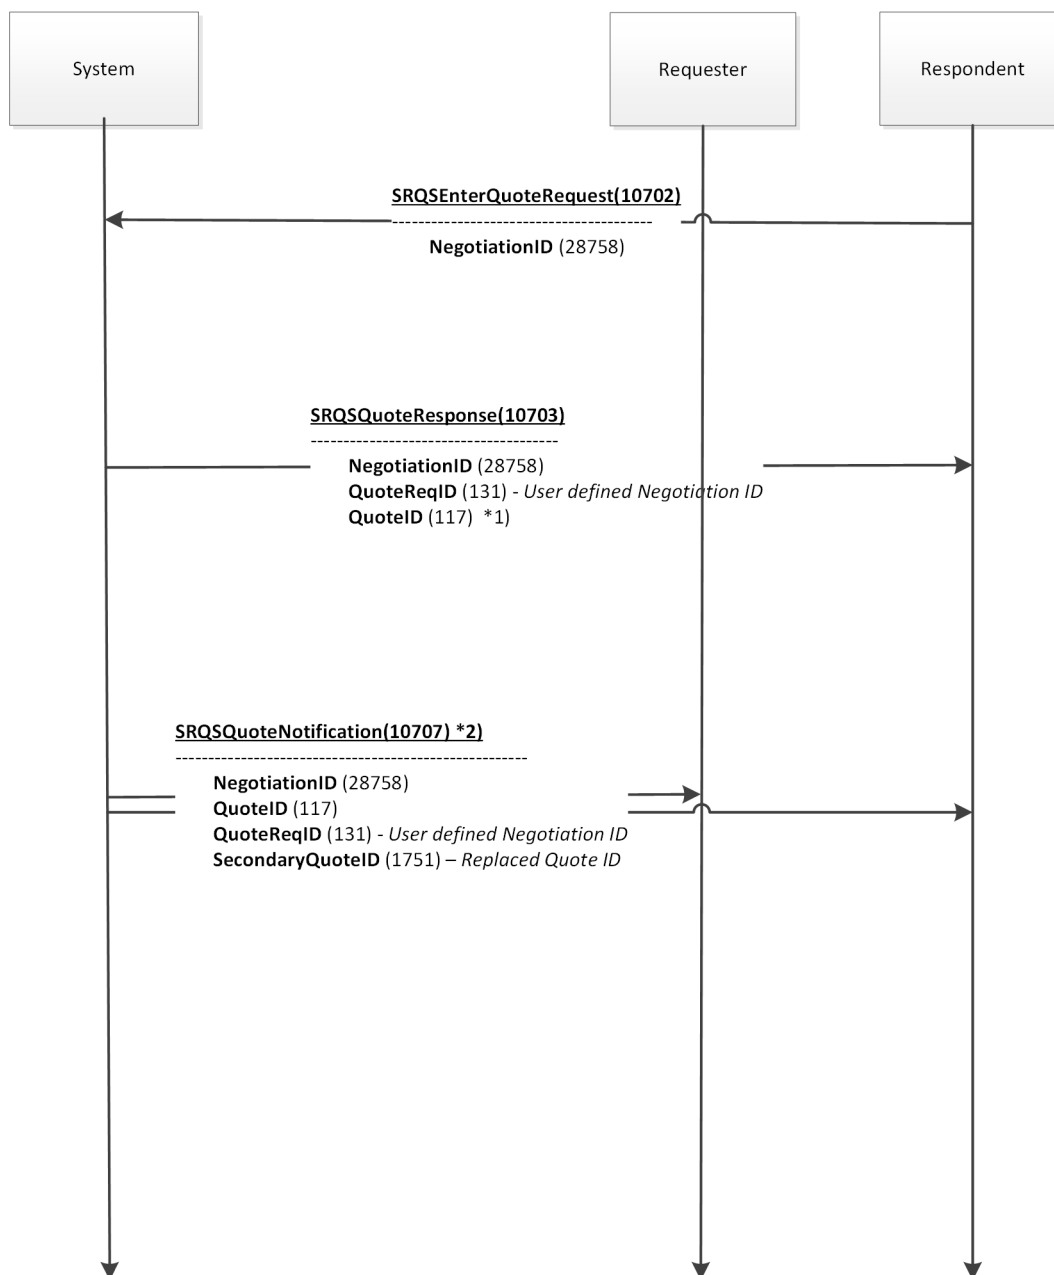 System
Requester
Respondent
SRQSEnterQuoteRequest(10702)
----------------------------------------
NegotiationID (28758)
SRQSQuoteResponse(10703)
--------------------------------------
NegotiationID (28758)
QuoteReqID (131) - User defined Negotiation ID
QuoteID (117)  *1)
SRQSQuoteNotification(10707) *2)
------------------------------------------------------
NegotiationID (28758)
QuoteID (117)
QuoteReqID (131) - User defined Negotiation ID
SecondaryQuoteID (1751) – Replaced Quote ID